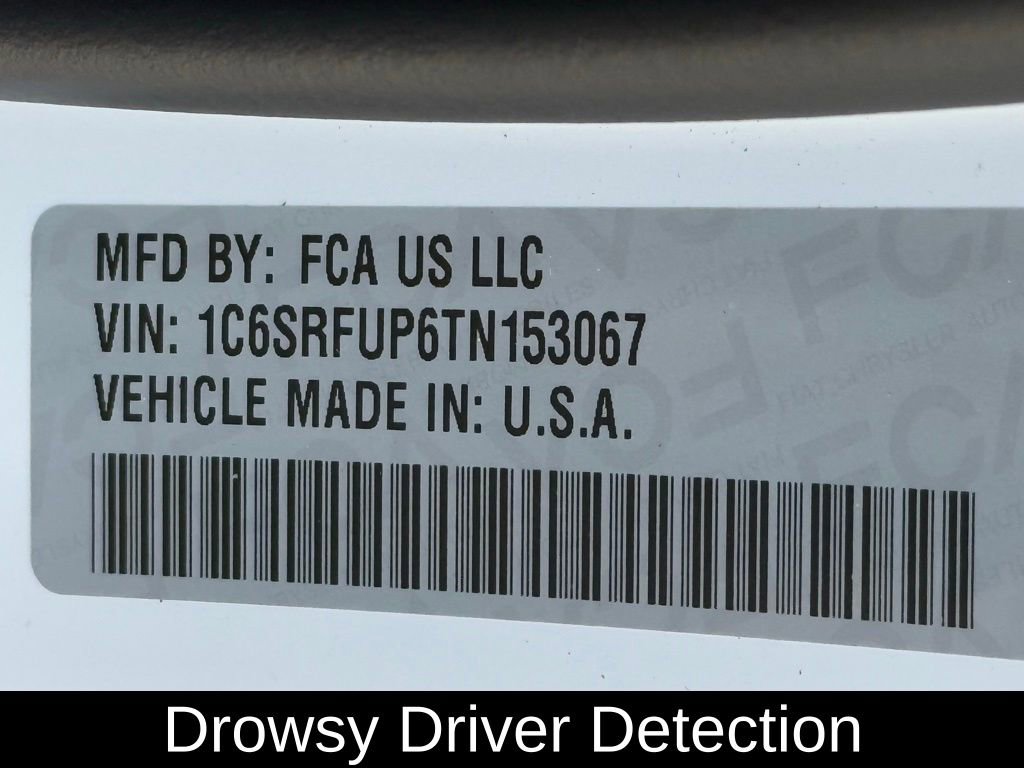 MFD BY: FCA US LLC
VIN: 1C6SRFUP6TN153067
VEHICLE MADE IN: U.S.A.
Drowsy Driver Detection